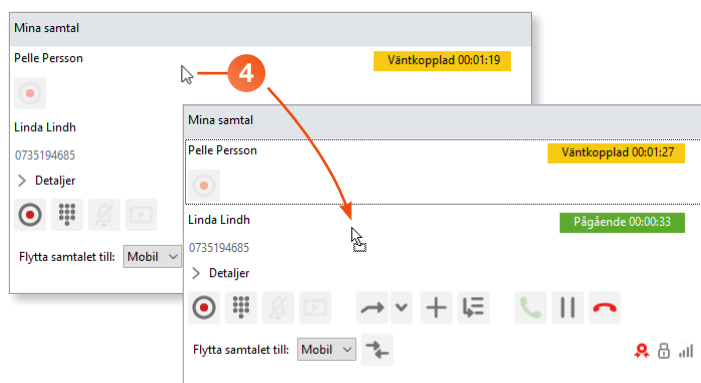 Mina samtal
Pelle Persson
Väntkopplad 00:01:19
4
Linda Lindh
0735194685
Detaljer
Flytta samtalet till: Mobil
Mina samtal
Pelle Persson
Väntkopplad 00:01:27
Linda Lindh
Pågående 00:00:33
0735194685
Detaljer
Flytta samtalet till: Mobil